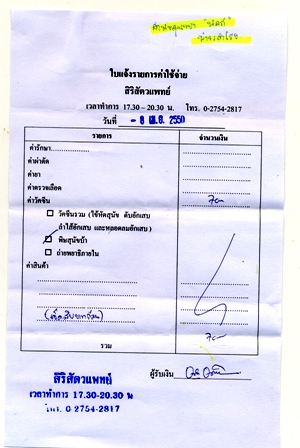 ใบแจ้งรายการค่าใช้จ่าย
สิริสัตวแพทย์
เวลาทำการ 17.30 - 20.30 น. โทร. 0-2754-2817
วันที่ - 8 เม.ย. 2550
รายการ จำนวนเงิน
ค่ารักษา
ค่าผ่าตัด
ค่ายา
ค่าตรวจเลือด
ค่าวัคซีน
วัคซีนรวม (ไข้หัดสุนัข ตับอักเสบ
ลำไส้อักเสบ และหลอดลมอักเสบ)
พิษสุนัขบ้า
ถ่ายพยาธิภายใน
ค่าสินค้า
รวม
ผู้รับเงิน
สิริสัตวแพทย์
เวลาทำการ 17.30-20.30 น
โทร. 0-2754-2817